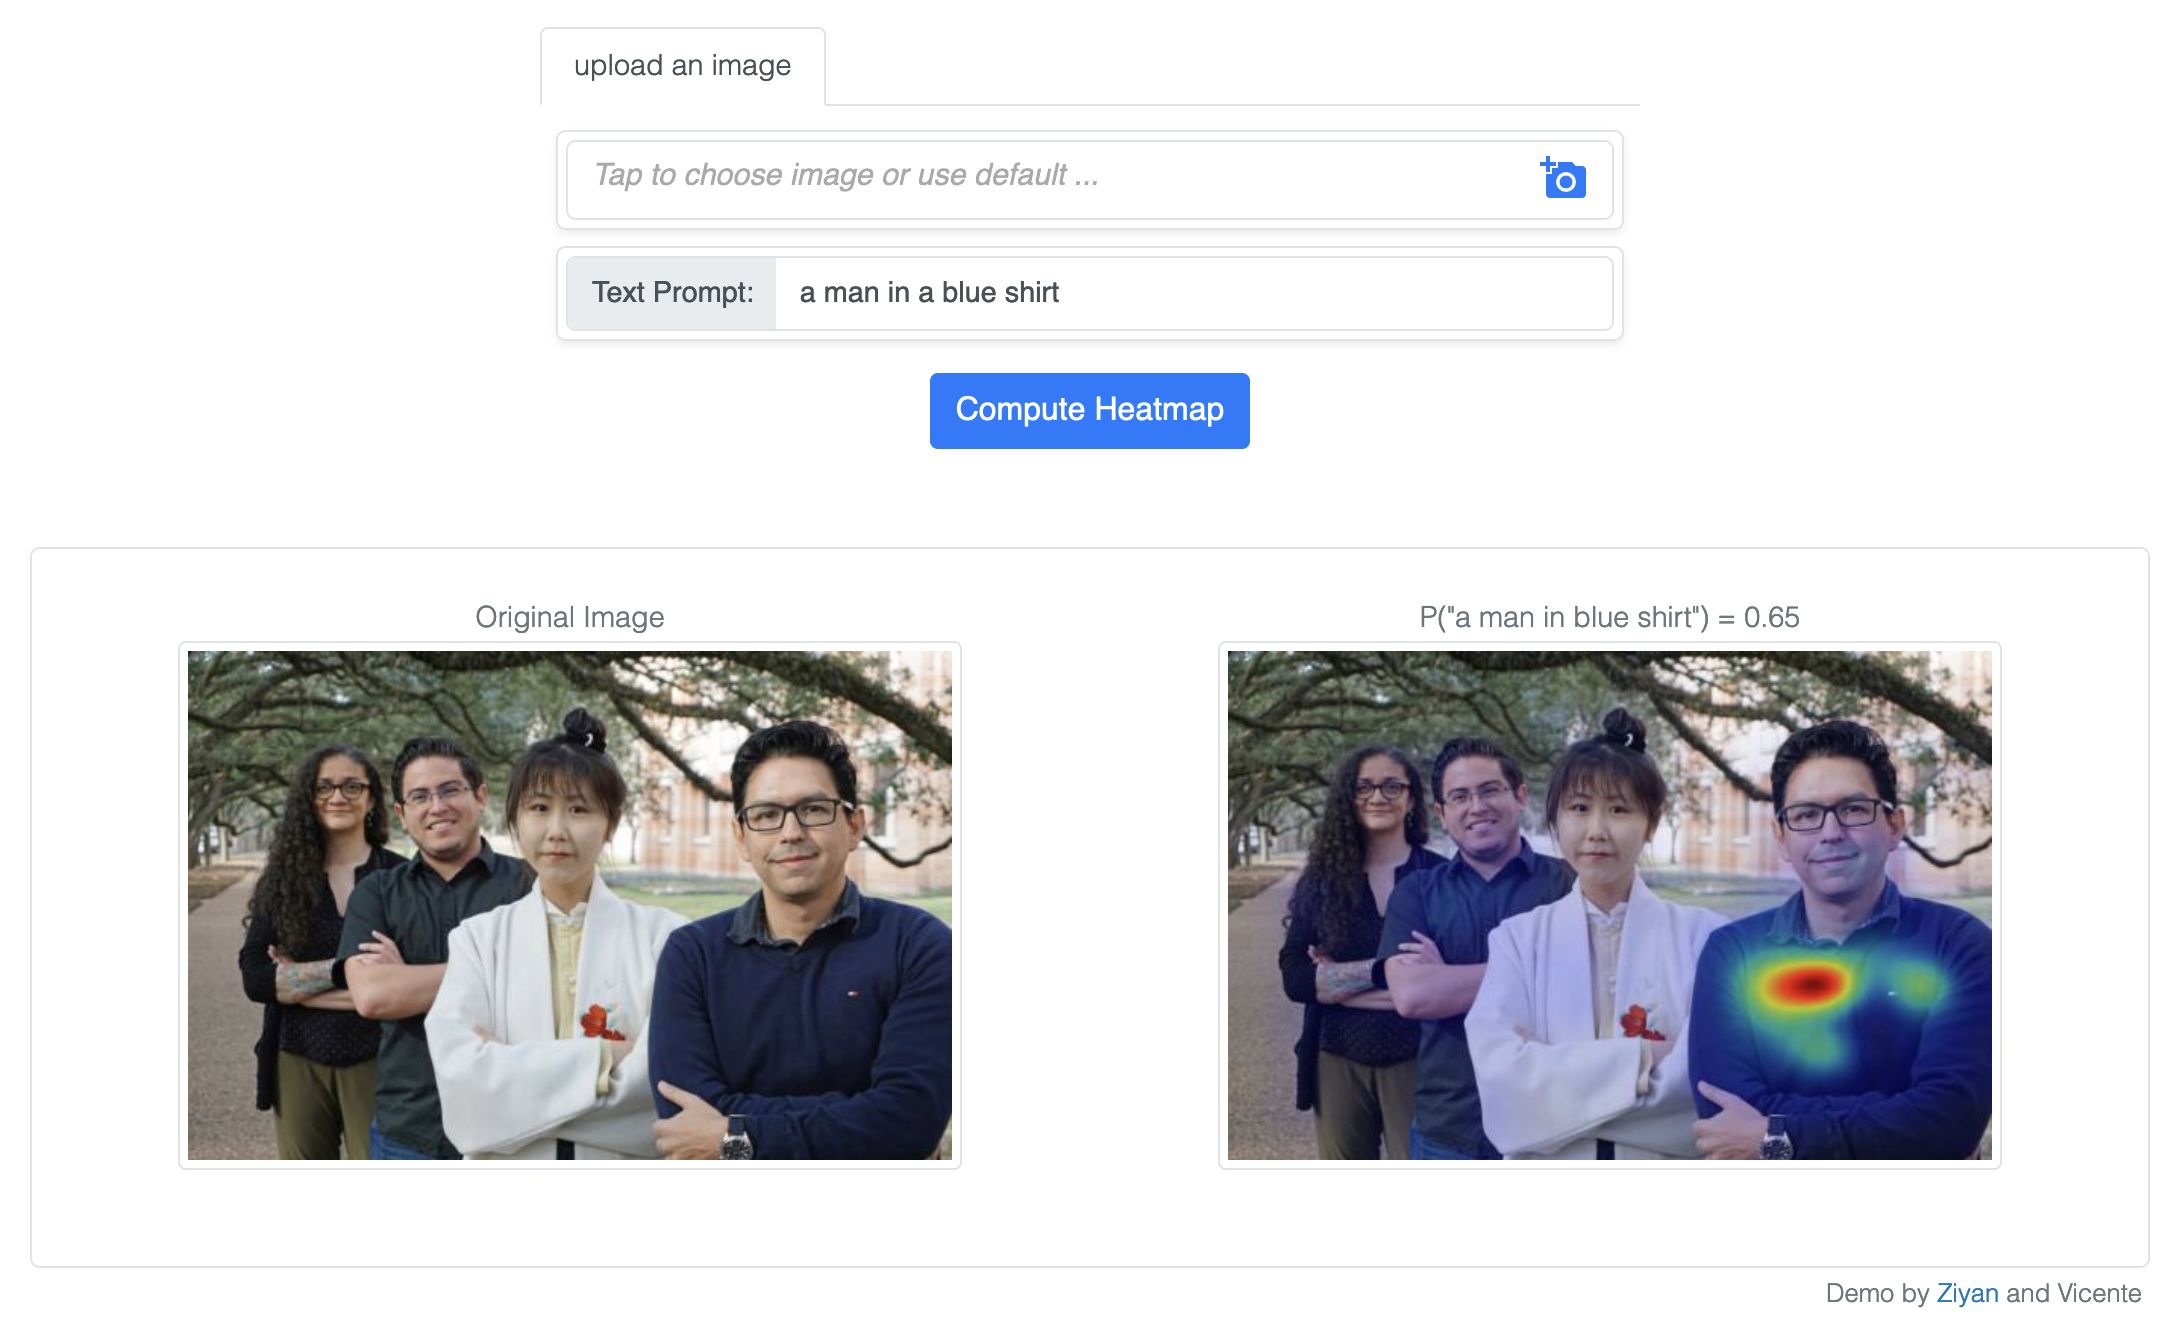 upload an image
Tap to choose image or use default ...
Text Prompt: a man in a blue shirt
Compute Heatmap
Original Image
P("a man in blue shirt") = 0.65
Demo by Ziyan and Vicente